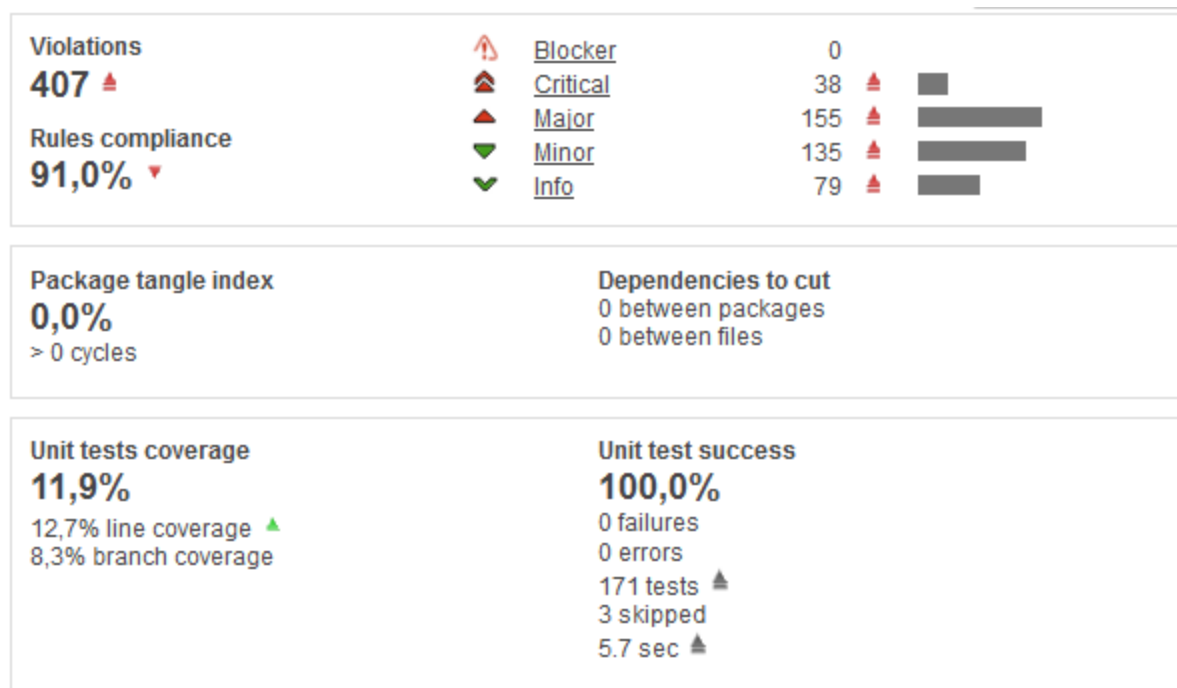 Violations
407
Rules compliance
91,0%
Blocker 0
Critical 38
Major 155
Minor 135
Info 79
Package tangle index
0,0%
> 0 cycles
Dependencies to cut
0 between packages
0 between files
Unit tests coverage
11,9%
12,7% line coverage
8,3% branch coverage
Unit test success
100,0%
0 failures
0 errors
171 tests
3 skipped
5.7 sec